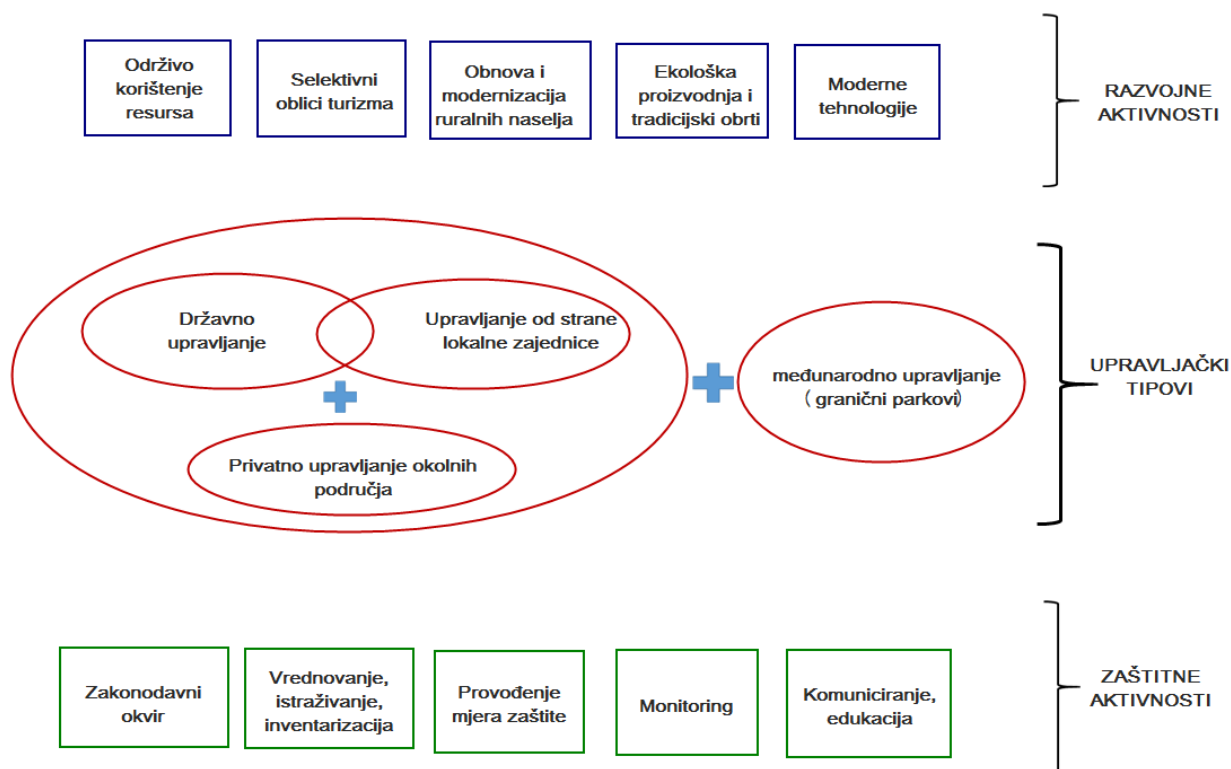 Održivo
korištenje
resursa
Selektivni
oblici turizma
Obnova i
modernizacija
ruralnih naselja
Ekološka
proizvodnja i
tradicijski obrti
Moderne
tehnologije
RAZVOJNE
AKTIVNOSTI
Državno
upravljanje
Upravljanje od strane
lokalne zajednice
Privatno upravljanje okolnih
područja
međunarodno upravljanje
( granični parkovi)
UPRAVLJAČKI
TIPOVI
Zakonodavni
okvir
Vrednovanje,
istraživanje,
inventarizacija
Provođenje
mjera zaštite
Monitoring
Komuniciranje,
edukacija
ZAŠTITNE
AKTIVNOSTI